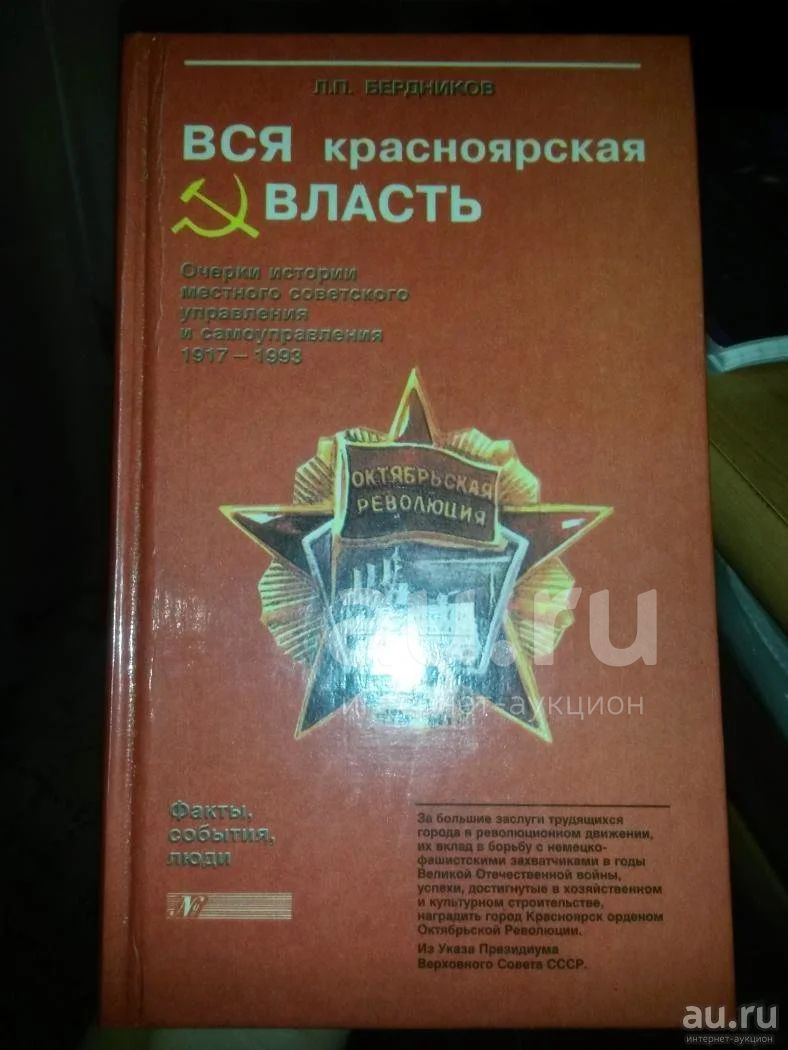 Л.П. БЕРДНИКОВ
ВСЯ красноярская
ВЛАСТЬ
Очерки истории
местного советского
управления
и самоуправления
1917 – 1993
ОКТЯБРЬСКАЯ
РЕВОЛЮЦИЯ
au.ru
интернет-аукцион
Факты,
события,
люди
№
За большие заслуги трудящихся
города в революционном движении,
их вклад в борьбу с немецко-
фашистскими захватчиками в годы
Великой Отечественной войны,
успехи, достигнутые в хозяйственном
и культурном строительстве,
наградить город Красноярск орденом
Октябрьской Революции.
Из Указа Президиума
Верховного Совета СССР.
au.ru
интернет-аукцион